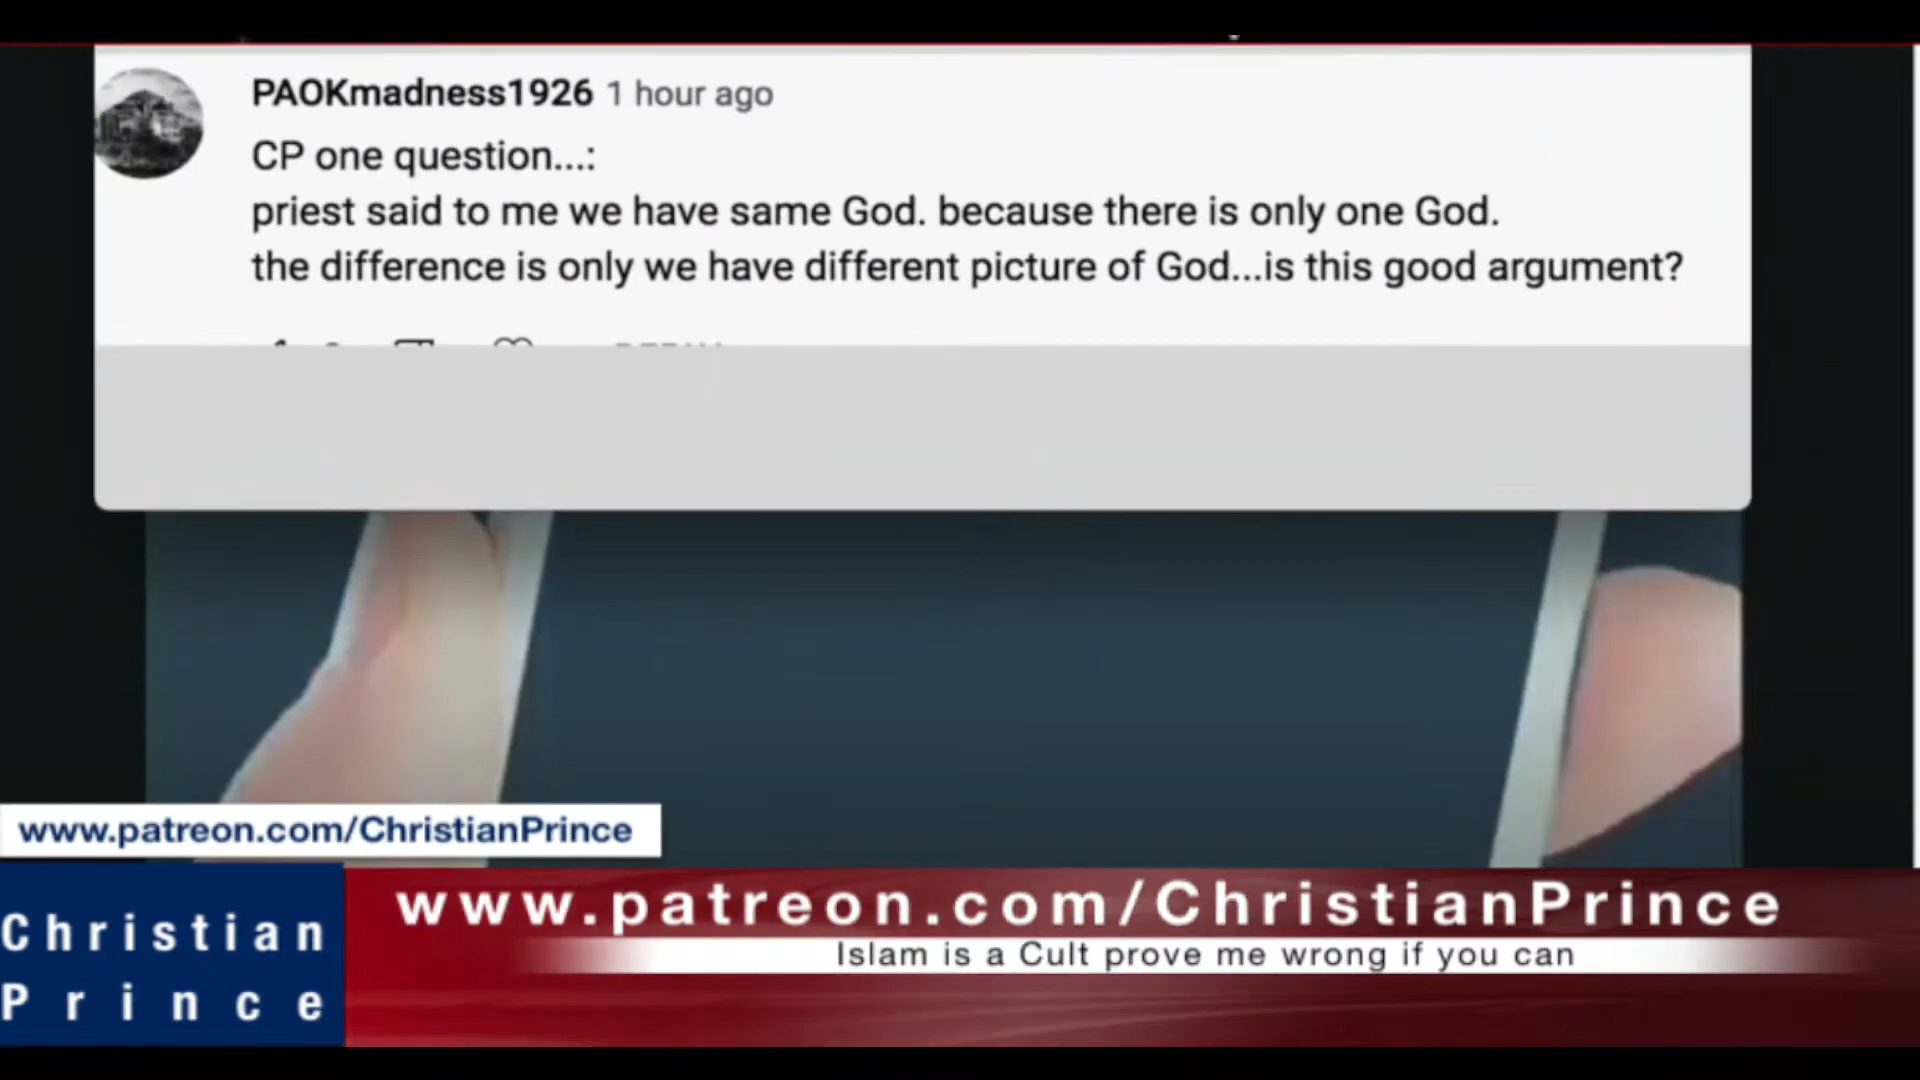 PAOKmadness1926 1 hour ago
CP one question...:
priest said to me we have same God. because there is only one God.
the difference is only we have different picture of God...is this good argument?
www.patreon.com/ChristianPrince
Christian
Prince
www.patreon.com/ChristianPrince
Islam is a Cult prove me wrong if you can